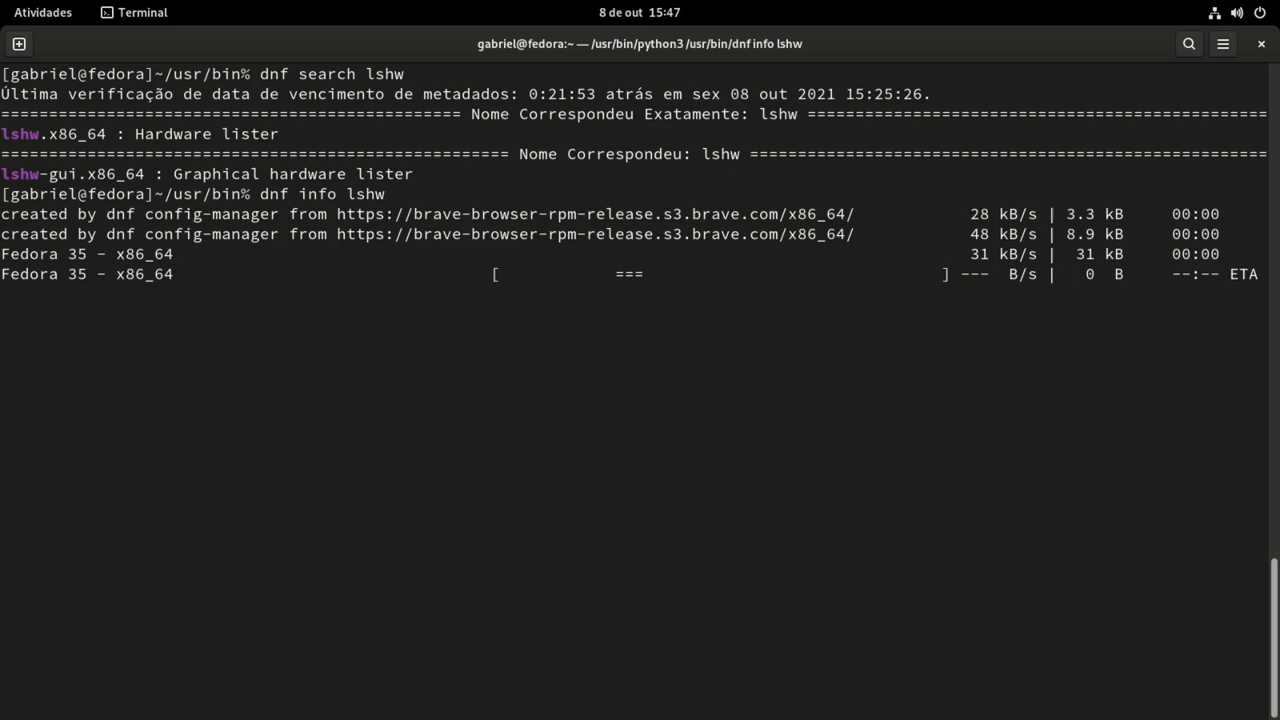 Atividades Terminal 8 de out 15:47
gabriel@fedora:~ — /usr/bin/python3 /usr/bin/dnf info lshw
[gabriel@fedora]~/usr/bin% dnf search lshw
Última verificação de data de vencimento de metadados: 0:21:53 atrás em sex 08 out 2021 15:25:26.
================================================ Nome Correspondeu Exatamente: lshw ================================================
lshw.x86_64 : Hardware lister
===================================================== Nome Correspondeu: lshw ======================================================
lshw-gui.x86_64 : Graphical hardware lister
[gabriel@fedora]~/usr/bin% dnf info lshw
created by dnf config-manager from https://brave-browser-rpm-release.s3.brave.com/x86_64/ 28 kB/s | 3.3 kB 00:00
created by dnf config-manager from https://brave-browser-rpm-release.s3.brave.com/x86_64/ 48 kB/s | 8.9 kB 00:00
Fedora 35 - x86_64 31 kB/s | 31 kB 00:00
Fedora 35 - x86_64 [ === ] --- B/s | 0 B --:-- ETA